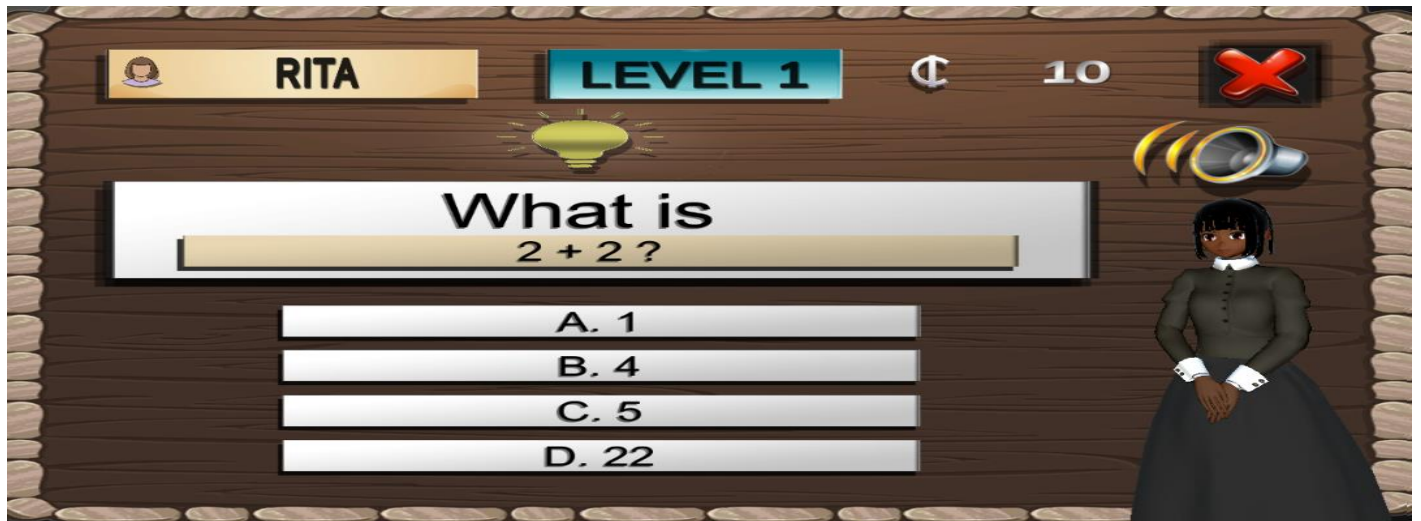 RITA
LEVEL 1
₵ 10
What is
2 + 2 ?
A. 1
B. 4
C. 5
D. 22